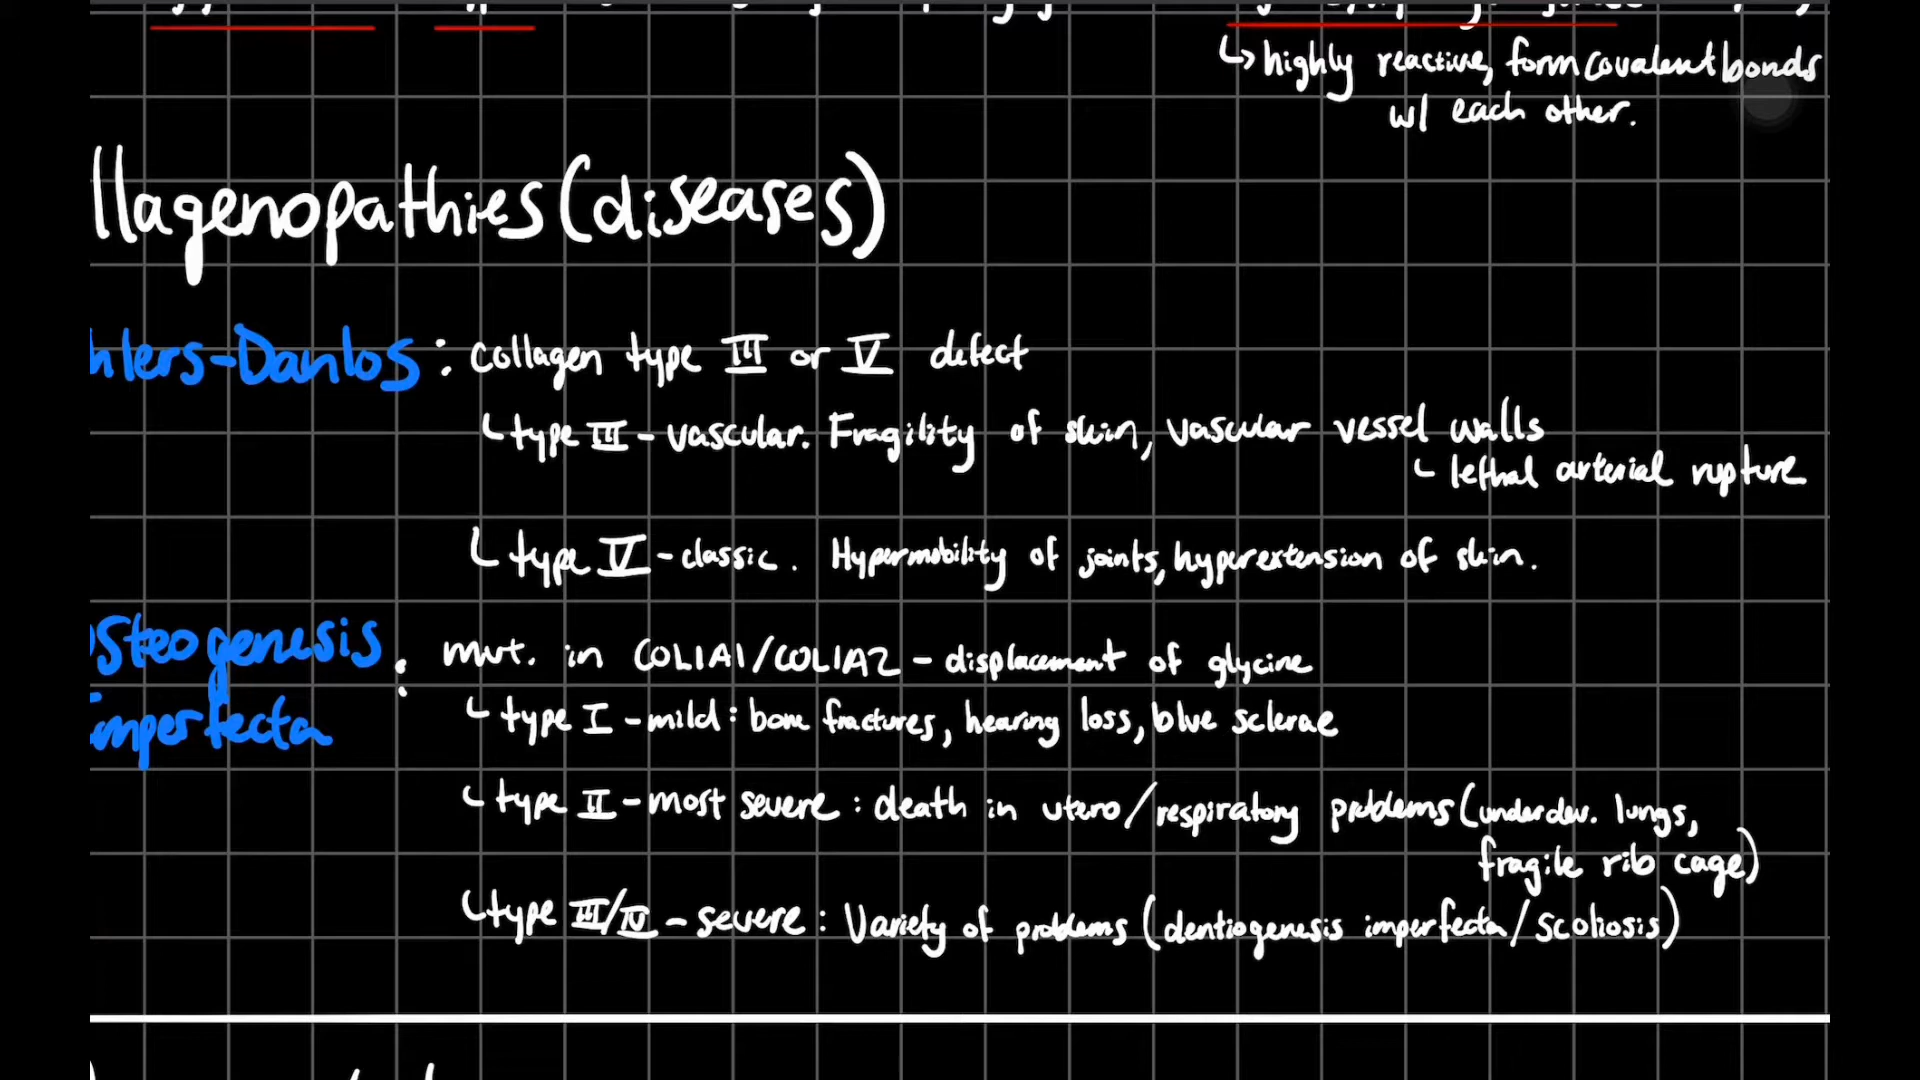 ↳ highly reactive, form covalent bonds
w/ each other.
llagenopathies (diseases)
hlers-Danlos : collagen type III or V defect
↳ type III - vascular. Fragility of skin, vascular vessel walls
↳ lethal arterial rupture
↳ type V - classic. Hypermobility of joints, hyperextension of skin.
osteogenesis
imperfecta : mut. in COL1A1/COL1A2 - displacement of glycine
↳ type I - mild : bone fractures, hearing loss, blue sclerae
↳ type II - most severe : death in utero/respiratory problems (underdev. lungs,
fragile rib cage)
↳ type III/IV - severe : Variety of problems (dentiogenesis imperfecta/scoliosis)